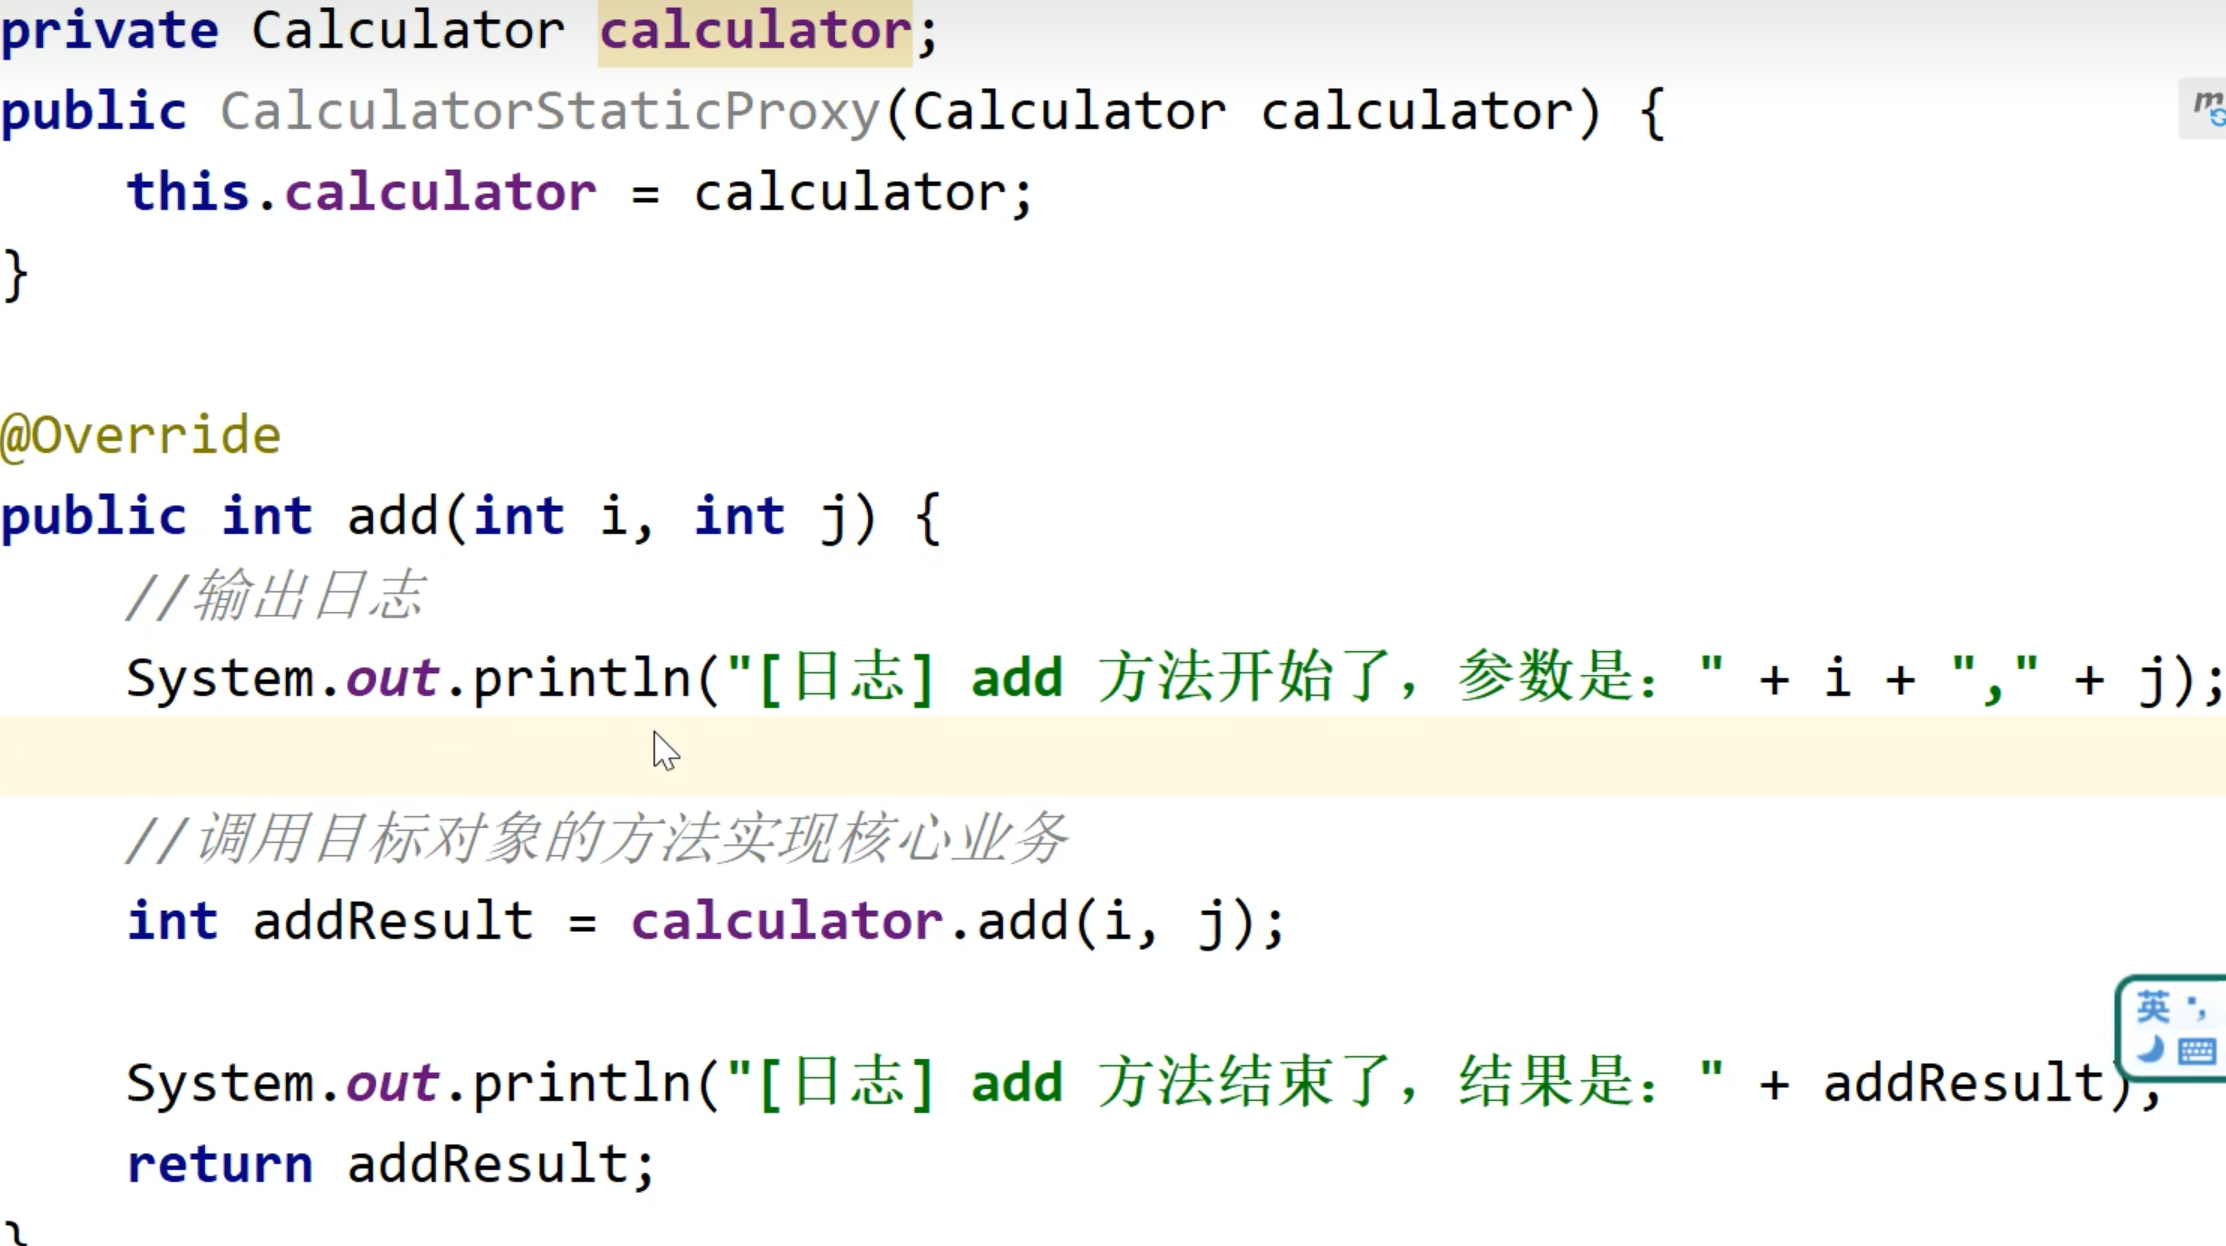 private Calculator calculator;
public CalculatorStaticProxy(Calculator calculator) {
this.calculator = calculator;
}
@Override
public int add(int i, int j) {
//输出日志
System.out.println("[日志] add 方法开始了，参数是：" + i + "," + j);
//调用目标对象的方法实现核心业务
int addResult = calculator.add(i, j);
System.out.println("[日志] add 方法结束了，结果是：" + addResult);
return addResult;
}
m
英